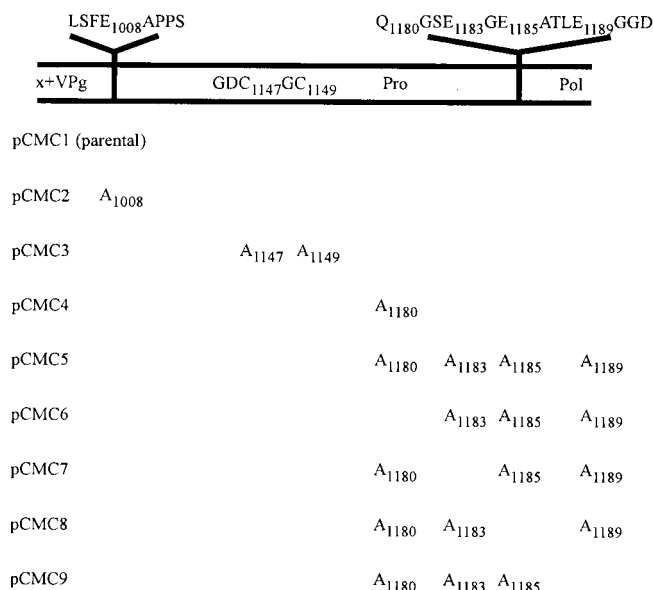 LSFE1008APPS Q1180GSE1183GE1185ATLE1189GGD
x+VPg GDC1147GC1149 Pro Pol
pCMC1 (parental)
pCMC2 A1008
pCMC3 A1147 A1149
pCMC4 A1180
pCMC5 A1180 A1183 A1185 A1189
pCMC6 A1183 A1185 A1189
pCMC7 A1180 A1185 A1189
pCMC8 A1180 A1183 A1189
pCMC9 A1180 A1183 A1185